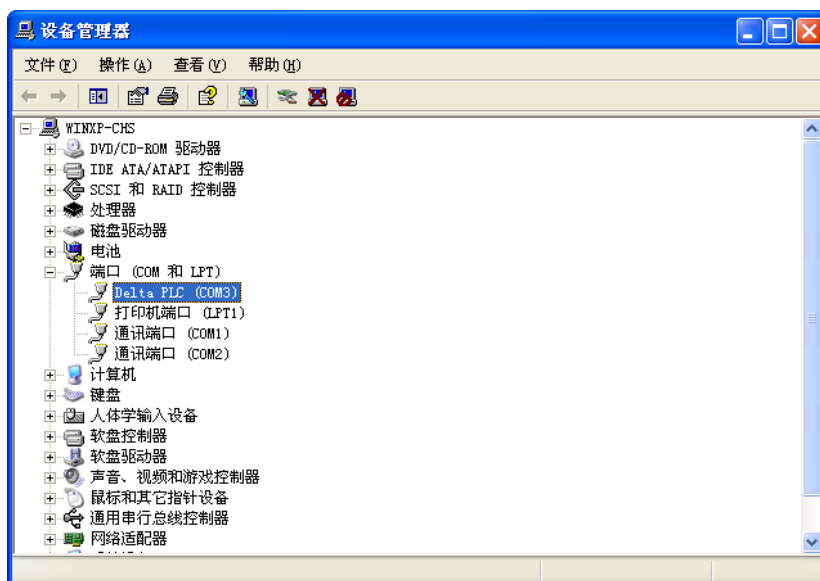 设备管理器
文件(F) 操作(A) 查看(V) 帮助(H)
WINXP-CHS
DVD/CD-ROM 驱动器
IDE ATA/ATAPI 控制器
SCSI 和 RAID 控制器
处理器
磁盘驱动器
电池
端口 (COM 和 LPT)
Delta PLC (COM3)
打印机端口 (LPT1)
通讯端口 (COM1)
通讯端口 (COM2)
计算机
键盘
人体学输入设备
软盘控制器
软盘驱动器
声音、视频和游戏控制器
鼠标和其它指针设备
通用串行总线控制器
网络适配器